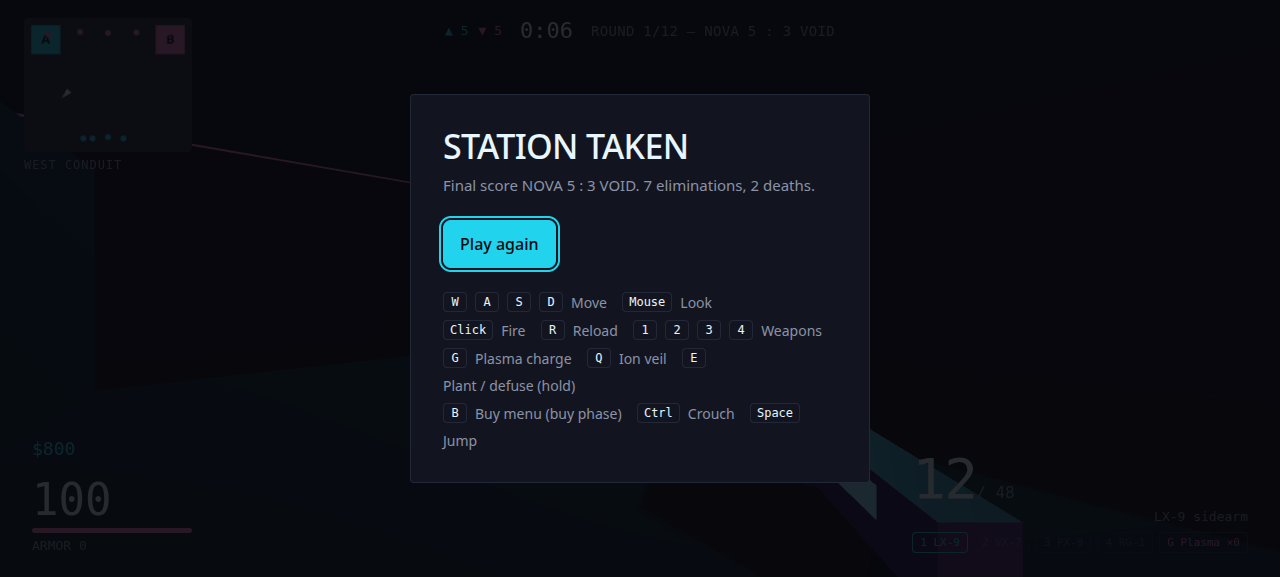 A B
▲ 5 ▼ 5 0:06 ROUND 1/12 — NOVA 5 : 3 VOID
WEST CONDUIT
STATION TAKEN
Final score NOVA 5 : 3 VOID. 7 eliminations, 2 deaths.
Play again
W A S D Move Mouse Look
Click Fire R Reload 1 2 3 4 Weapons
G Plasma charge Q Ion veil E
Plant / defuse (hold)
B Buy menu (buy phase) Ctrl Crouch Space
Jump
$800
100
ARMOR 0
12 / 48
LX-9 sidearm
1 LX-9 G Plasma ×0